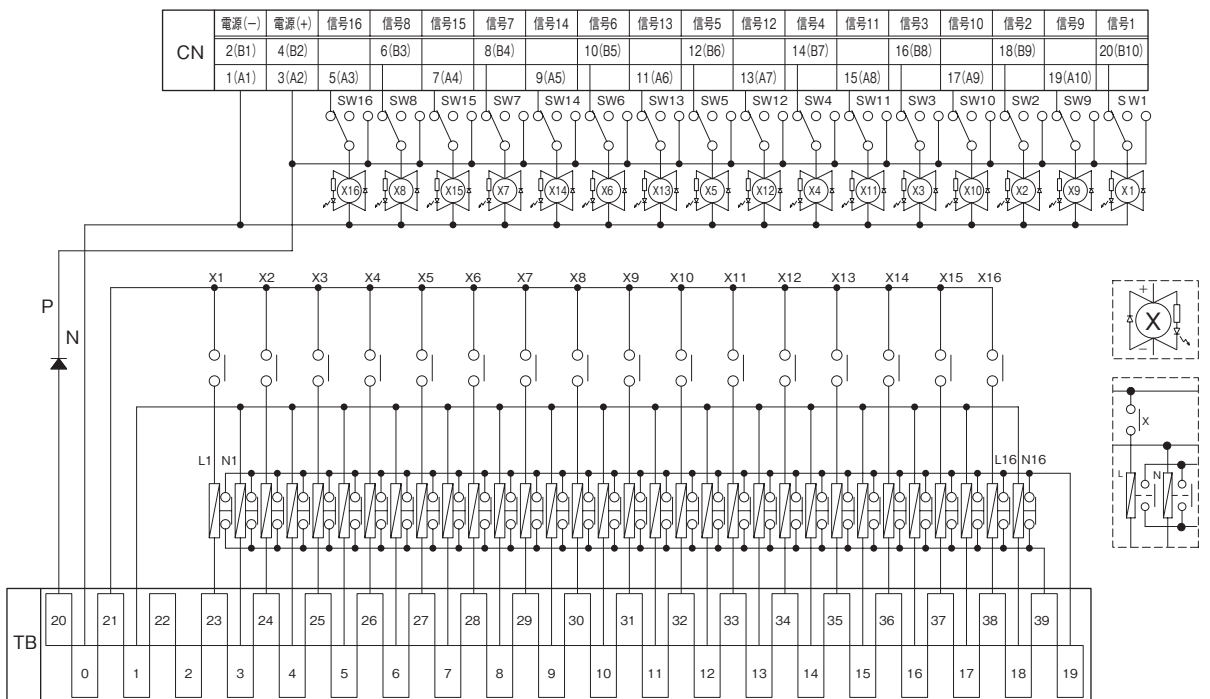 CN
電源(−) 電源(+) 信号16 信号8 信号15 信号7 信号14 信号6 信号13 信号5 信号12 信号4 信号11 信号3 信号10 信号2 信号9 信号1
2(B1) 4(B2) 6(B3) 8(B4) 10(B5) 12(B6) 14(B7) 16(B8) 18(B9) 20(B10)
1(A1) 3(A2) 5(A3) 7(A4) 9(A5) 11(A6) 13(A7) 15(A8) 17(A9) 19(A10)
SW16 SW8 SW15 SW7 SW14 SW6 SW13 SW5 SW12 SW4 SW11 SW3 SW10 SW2 SW9 SW1
X16 X8 X15 X7 X14 X6 X13 X5 X12 X4 X11 X3 X10 X2 X9 X1
X1 X2 X3 X4 X5 X6 X7 X8 X9 X10 X11 X12 X13 X14 X15 X16
P
N
+
X
−
X
L N
L1 N1 L16 N16
TB
20 21 22 23 24 25 26 27 28 29 30 31 32 33 34 35 36 37 38 39
0 1 2 3 4 5 6 7 8 9 10 11 12 13 14 15 16 17 18 19